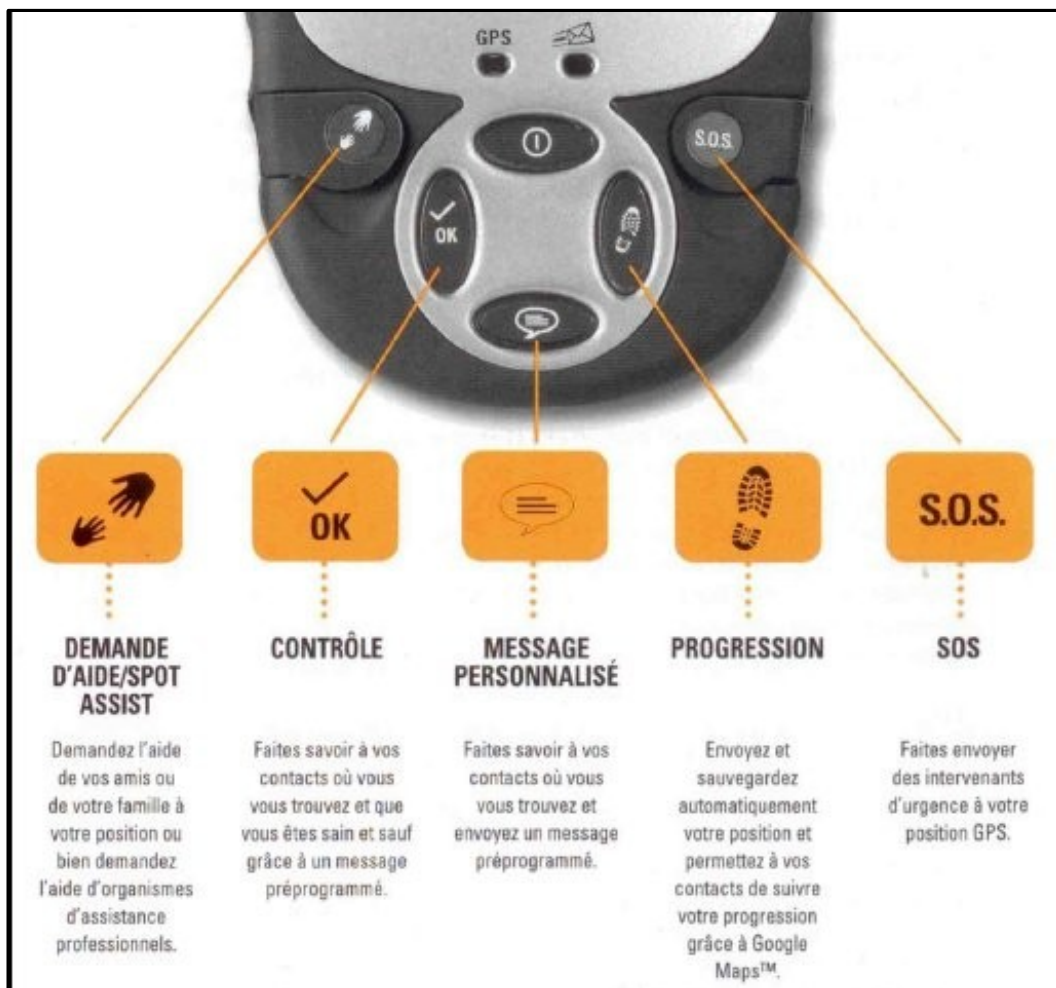 GPS
S.O.S.
OK
OK
S.O.S.
DEMANDE
D'AIDE/SPOT
ASSIST
Demandez l'aide
de vos amis ou
de votre famille à
votre position ou
bien demandez
l'aide d'organismes
d'assistance
professionnels.
CONTRÔLE
Faites savoir à vos
contacts où vous
vous trouvez et que
vous êtes sain et sauf
grâce à un message
préprogrammé.
MESSAGE
PERSONNALISÉ
Faites savoir à vos
contacts où vous
vous trouvez et
envoyez un message
préprogrammé.
PROGRESSION
Envoyez et
sauvegardez
automatiquement
votre position et
permettez à vos
contacts de suivre
votre progression
grâce à Google
Maps™.
SOS
Faites envoyer
des intervenants
d'urgence à votre
position GPS.